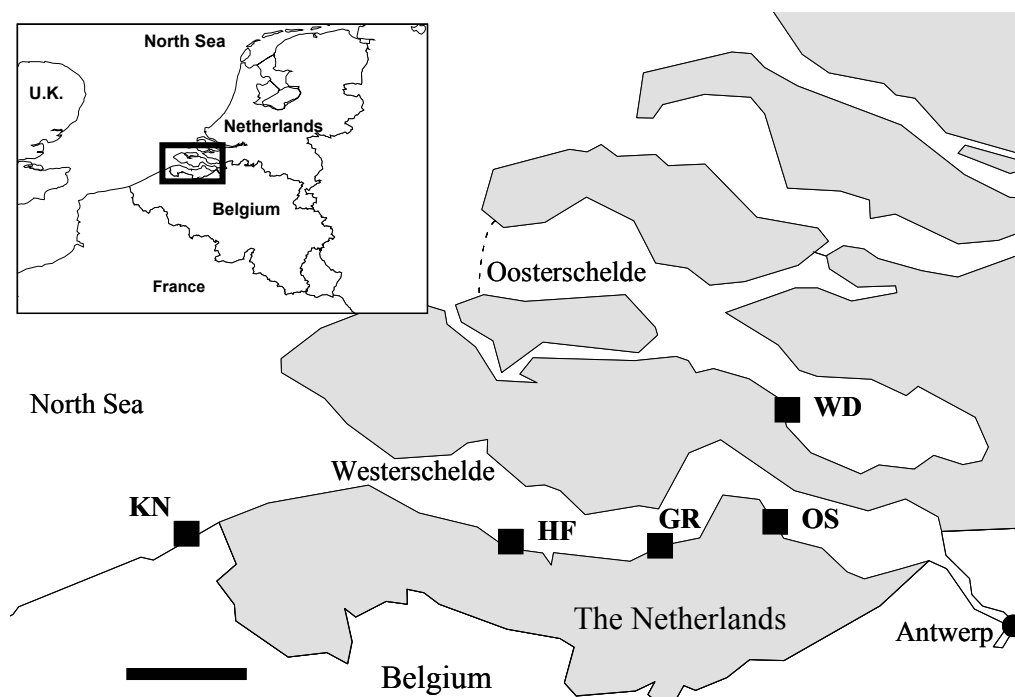 North Sea
U.K.
Netherlands
Belgium
France
Oosterschelde
North Sea
WD
Westerschelde
KN
HF
GR
OS
The Netherlands
Antwerp
Belgium